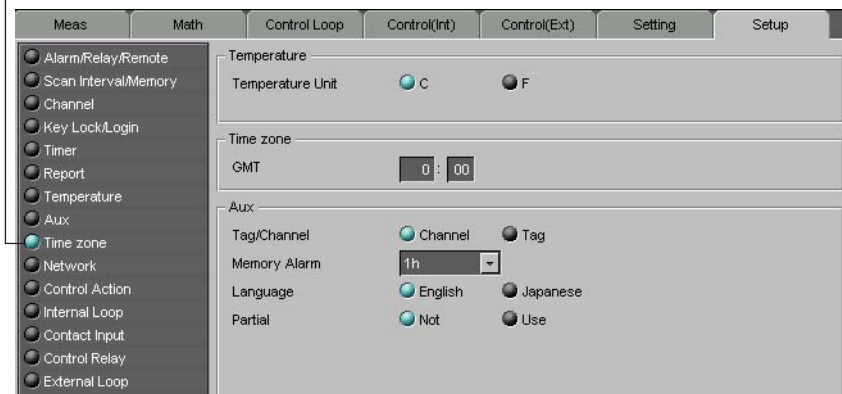 Meas Math Control Loop Control(Int) Control(Ext) Setting Setup
Alarm/Relay/Remote
Scan Interval/Memory
Channel
Key Lock/Login
Timer
Report
Temperature
Aux
Time zone
Network
Control Action
Internal Loop
Contact Input
Control Relay
External Loop
Temperature
Temperature Unit C F
Time zone
GMT 0 : 00
Aux
Tag/Channel Channel Tag
Memory Alarm 1h
Language English Japanese
Partial Not Use